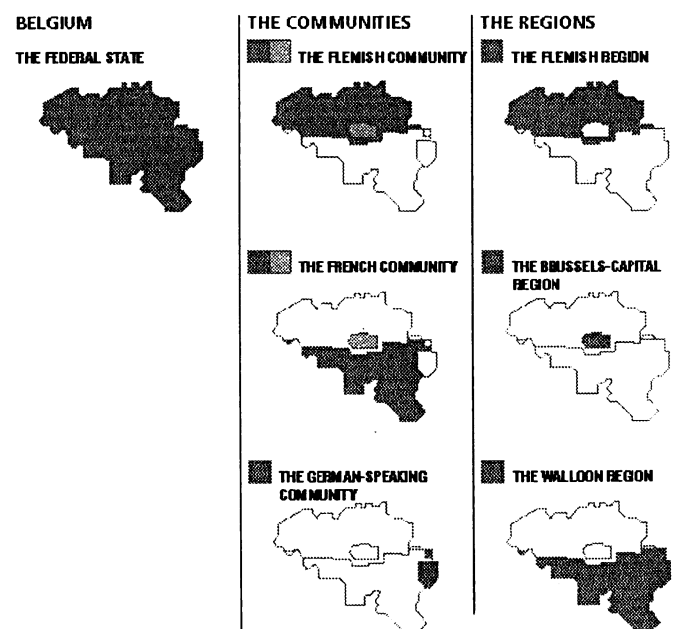 BELGIUM
THE FEDERAL STATE
THE COMMUNITIES
THE FLEMISH COMMUNITY
THE FRENCH COMMUNITY
THE GERMAN-SPEAKING
COMMUNITY
THE REGIONS
THE FLEMISH REGION
THE BRUSSELS-CAPITAL
REGION
THE WALLOON REGION